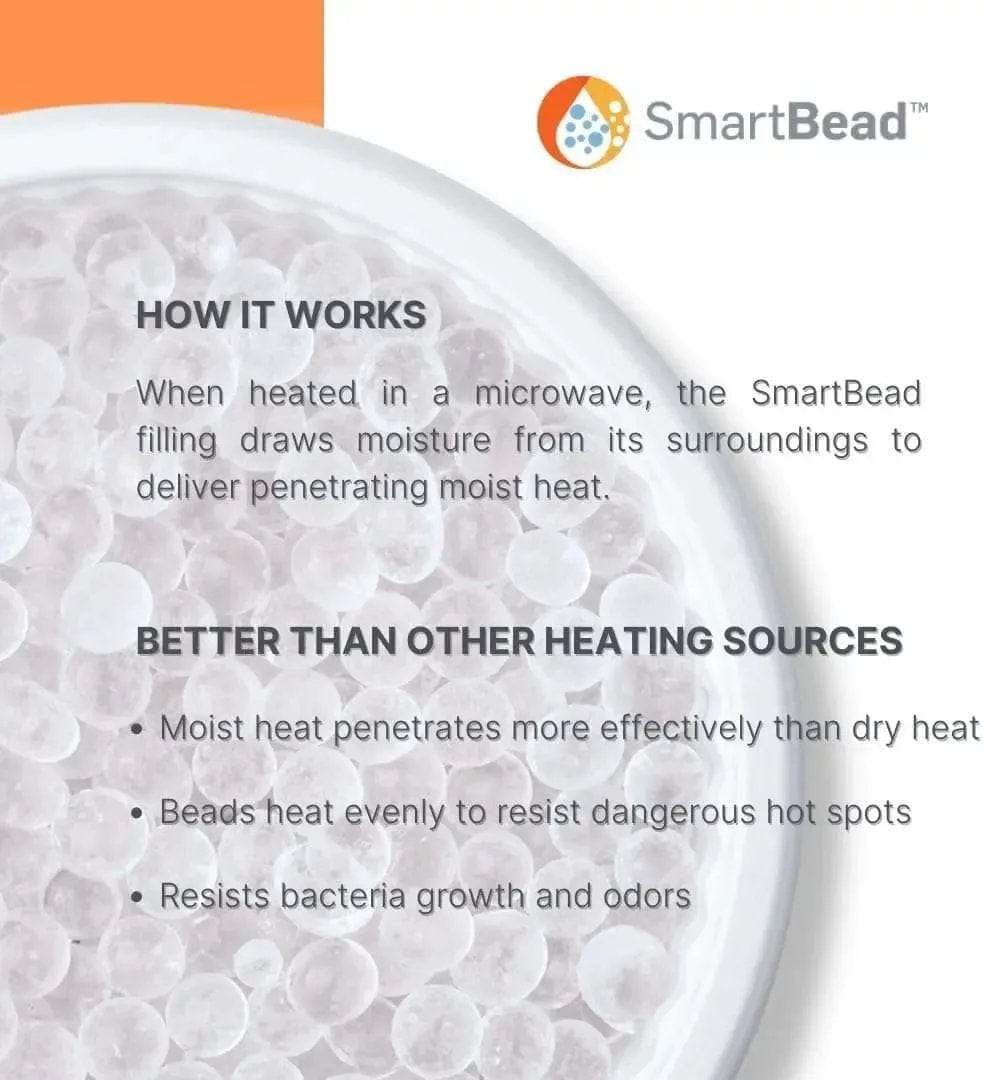 SmartBead™
HOW IT WORKS
When heated in a microwave, the SmartBead
filling draws moisture from its surroundings to
deliver penetrating moist heat.
BETTER THAN OTHER HEATING SOURCES
• Moist heat penetrates more effectively than dry heat
• Beads heat evenly to resist dangerous hot spots
• Resists bacteria growth and odors